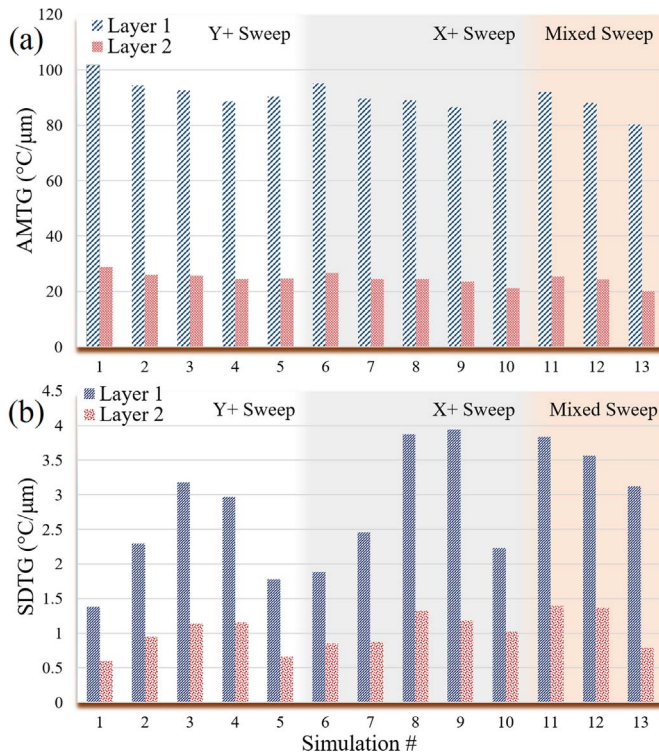 (a)
Layer 1
Layer 2
Y+ Sweep
X+ Sweep
Mixed Sweep
AMTG (°C/µm)
120
100
80
60
40
20
0
1 2 3 4 5 6 7 8 9 10 11 12 13
(b)
Layer 1
Layer 2
Y+ Sweep
X+ Sweep
Mixed Sweep
SDTG (°C/µm)
4.5
4
3.5
3
2.5
2
1.5
1
0.5
0
1 2 3 4 5 6 7 8 9 10 11 12 13
Simulation #